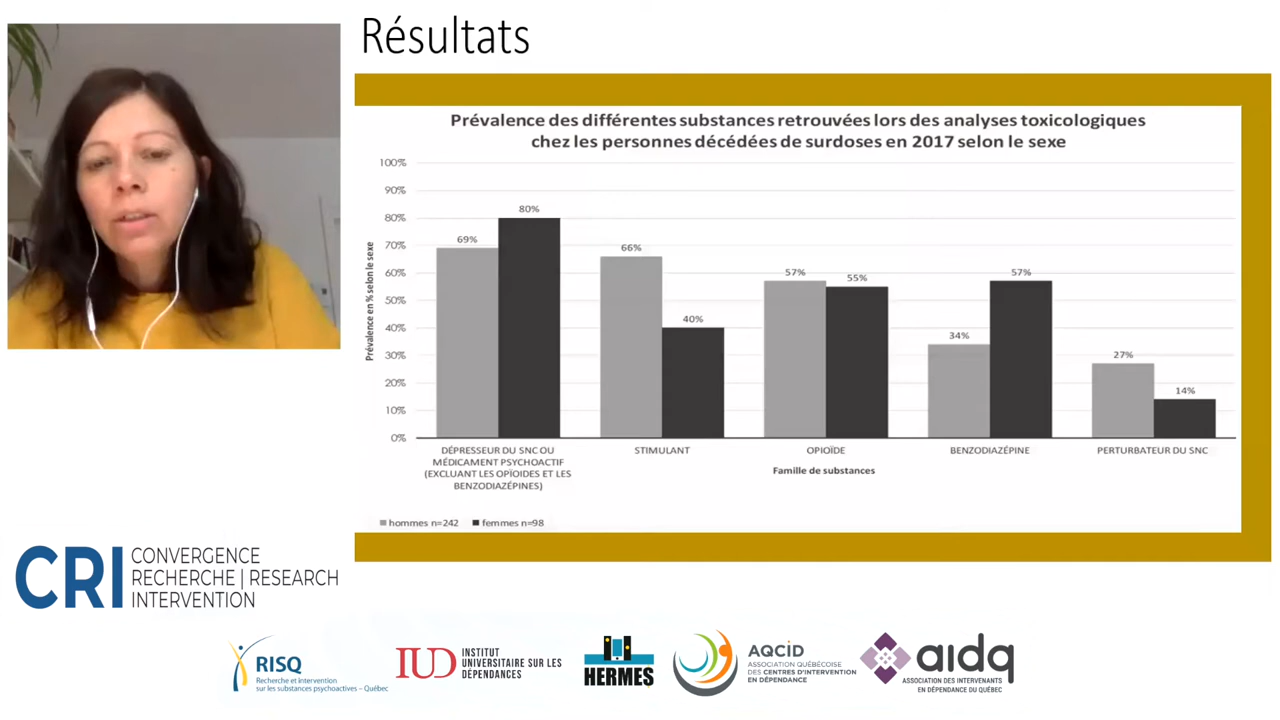 Résultats
Prévalence des différentes substances retrouvées lors des analyses toxicologiques
chez les personnes décédées de surdoses en 2017 selon le sexe
Prévalence en % selon le sexe
100%
90%
80%
70%
60%
50%
40%
30%
20%
10%
0%
69%
80%
66%
40%
57%
55%
34%
57%
27%
14%
DÉPRESSEUR DU SNC OU
MÉDICAMENT PSYCHOACTIF
(EXCLUANT LES OPÏOIDES ET LES
BENZODIAZÉPINES)
STIMULANT
OPIOÏDE
BENZODIAZÉPINE
PERTURBATEUR DU SNC
Famille de substances
hommes n=242
femmes n=98
CRI
CONVERGENCE
RECHERCHE | RESEARCH
INTERVENTION
RISQ
Recherche et intervention
sur les substances psychoactives – Québec
IUD
INSTITUT
UNIVERSITAIRE SUR LES
DÉPENDANCES
HERMES
AQCiD
ASSOCIATION QUÉBÉCOISE
DES CENTRES D'INTERVENTION
EN DÉPENDANCE
aidq
ASSOCIATION DES INTERVENANTS
EN DÉPENDANCE DU QUÉBEC